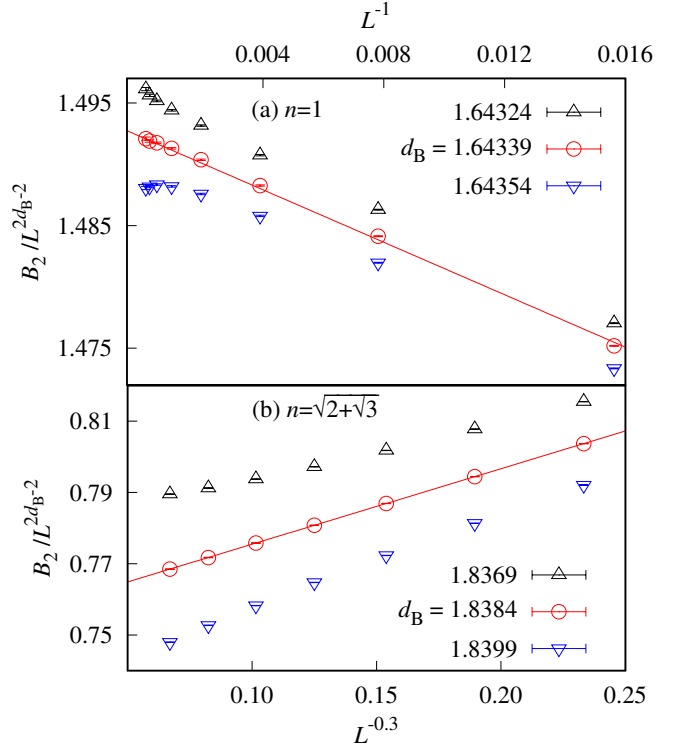 L⁻¹
0.004 0.008 0.012 0.016
1.495
1.485
1.475
B₂/L^{2d_B-2}
(a) n=1
1.64324
d_B = 1.64339
1.64354
0.81
0.79
0.77
0.75
B₂/L^{2d_B-2}
(b) n=√2+√3
1.8369
d_B = 1.8384
1.8399
0.10 0.15 0.20 0.25
L^{-0.3}